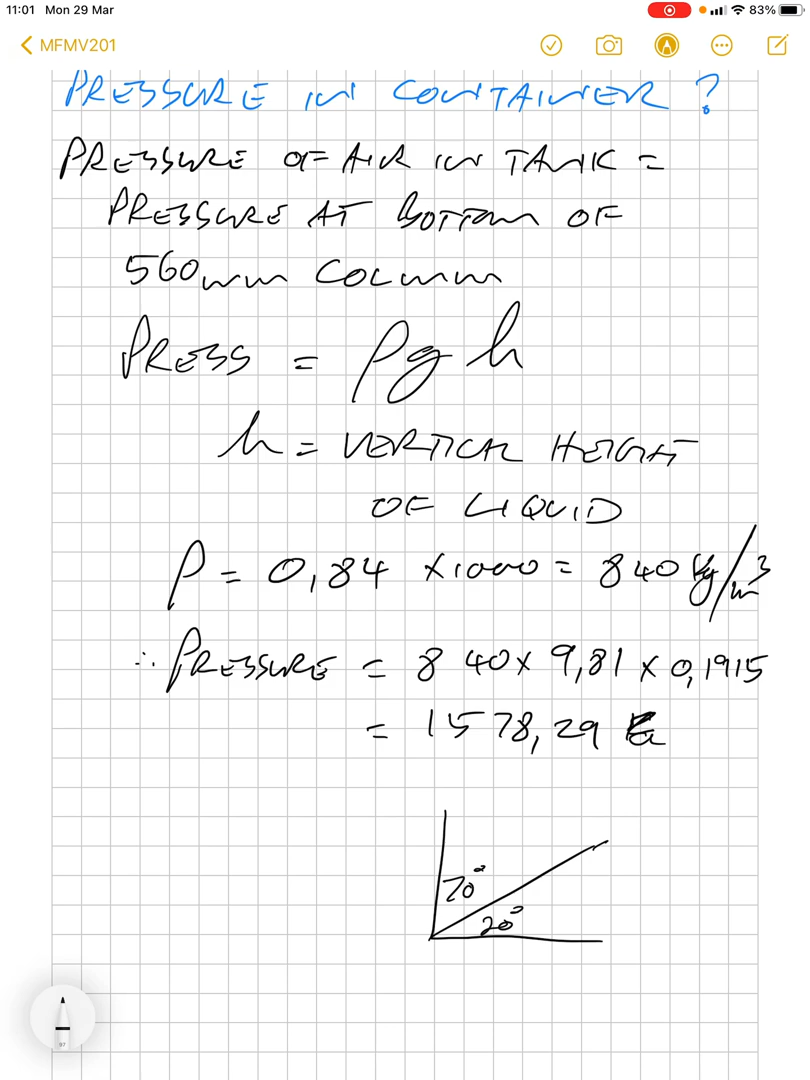 11:01 Mon 29 Mar
83%
MFMV201
PRESSURE IN CONTAINER ?
PRESSURE OF AIR IN TANK =
PRESSURE AT BOTTOM OF
560mm COLUMN
PRESS = ρgh
h = VERTICAL HEIGHT
OF LIQUID
ρ = 0,84 ×1000 = 840 kg/m³
∴ PRESSURE = 840 × 9,81 × 0,1915
= 1578,29
70°
20°
97